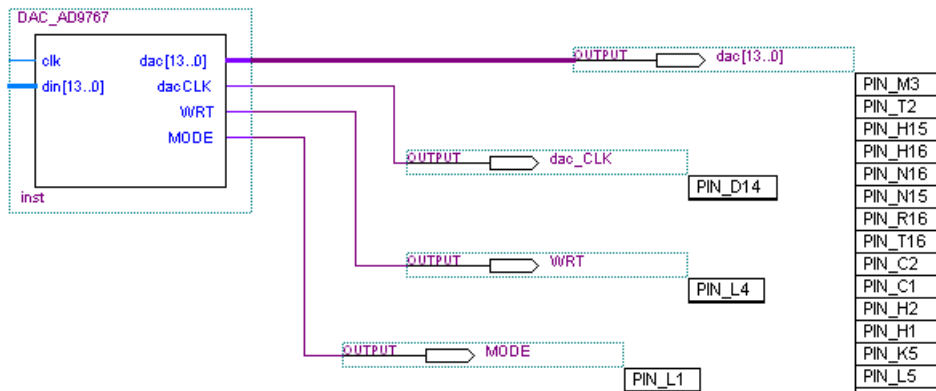 DAC_AD9767
clk
din[13..0]
dac[13..0]
dacCLK
WRT
MODE
inst
OUTPUT
dac[13..0]
PIN_M3
PIN_T2
PIN_H15
PIN_H16
PIN_N16
PIN_N15
PIN_R16
PIN_T16
PIN_C2
PIN_C1
PIN_H2
PIN_H1
PIN_K5
PIN_L5
OUTPUT
dac_CLK
PIN_D14
OUTPUT
WRT
PIN_L4
OUTPUT
MODE
PIN_L1